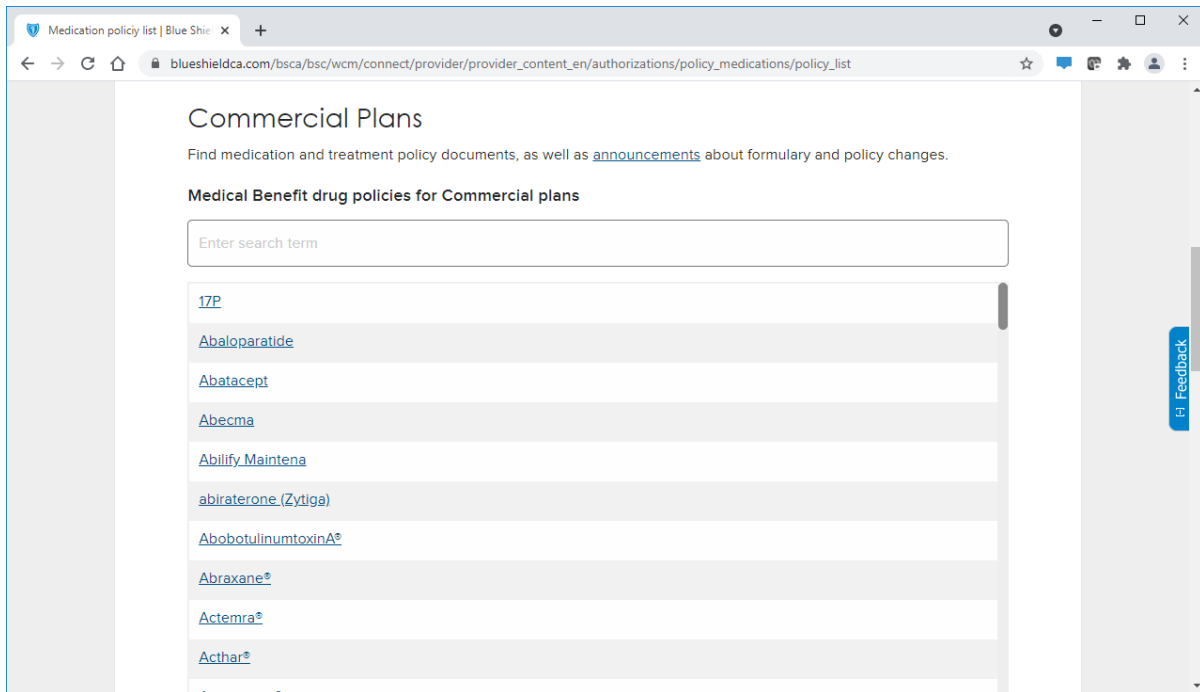 Medication policiy list | Blue Shie
blueshieldca.com/bsca/bsc/wcm/connect/provider/provider_content_en/authorizations/policy_medications/policy_list
Commercial Plans
Find medication and treatment policy documents, as well as announcements about formulary and policy changes.
Medical Benefit drug policies for Commercial plans
Enter search term
17P
Abaloparatide
Abatacept
Abecma
Abilify Maintena
abiraterone (Zytiga)
AbobotulinumtoxinA®
Abraxane®
Actemra®
Acthar®
[-] Feedback